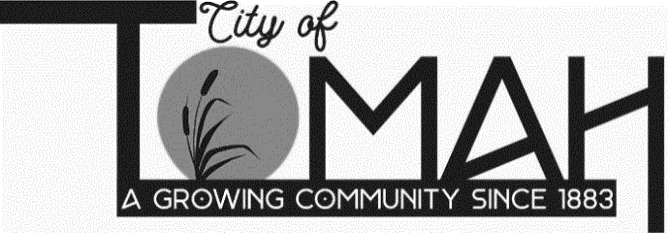 City of
TOMAH
A GROWING COMMUNITY SINCE 1883